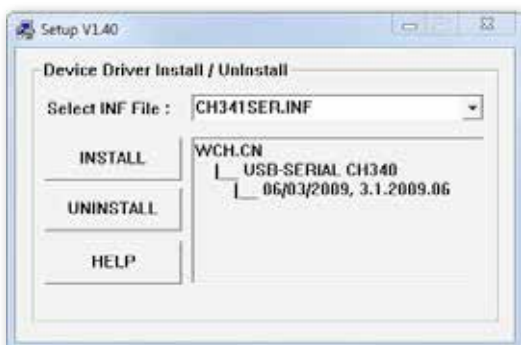 Setup V1.40
Device Driver Install / UnInstall
Select INF File : CH341SER.INF
INSTALL
UNINSTALL
HELP
WCH.CN
|__ USB-SERIAL CH340
|__ 06/03/2009, 3.1.2009.06